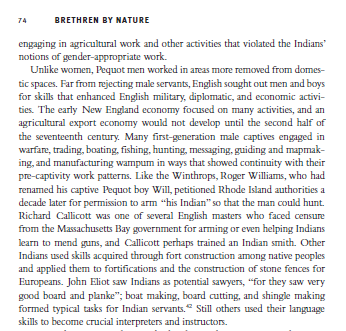 74 BRETHREN BY NATURE
engaging in agricultural work and other activities that violated the Indians'
notions of gender-appropriate work.
Unlike women, Pequot men worked in areas more removed from domes-
tic spaces. Far from rejecting male servants, English sought out men and boys
for skills that enhanced English military, diplomatic, and economic activi-
ties. The early New England economy focused on many activities, and an
agricultural export economy would not develop until the second half of
the seventeenth century. Many first-generation male captives engaged in
warfare, trading, boating, fishing, hunting, messaging, guiding and mapmak-
ing, and manufacturing wampum in ways that showed continuity with their
pre-captivity work patterns. Like the Winthrops, Roger Williams, who had
renamed his captive Pequot boy Will, petitioned Rhode Island authorities a
decade later for permission to arm "his Indian" so that the man could hunt.
Richard Callicott was one of several English masters who faced censure
from the Massachusetts Bay government for arming or even helping Indians
learn to mend guns, and Callicott perhaps trained an Indian smith. Other
Indians used skills acquired through fort construction among native peoples
and applied them to fortifications and the construction of stone fences for
Europeans. John Eliot saw Indians as potential sawyers, "for they saw very
good board and planke"; boat making, board cutting, and shingle making
formed typical tasks for Indian servants.42 Still others used their language
skills to become crucial interpreters and instructors.